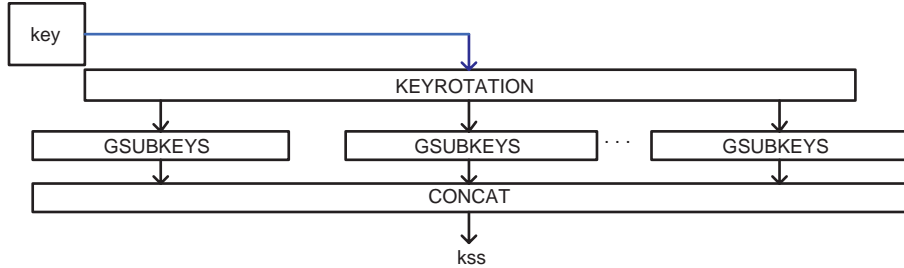 key
KEYROTATION
GSUBKEYS GSUBKEYS . . . GSUBKEYS
CONCAT
kss